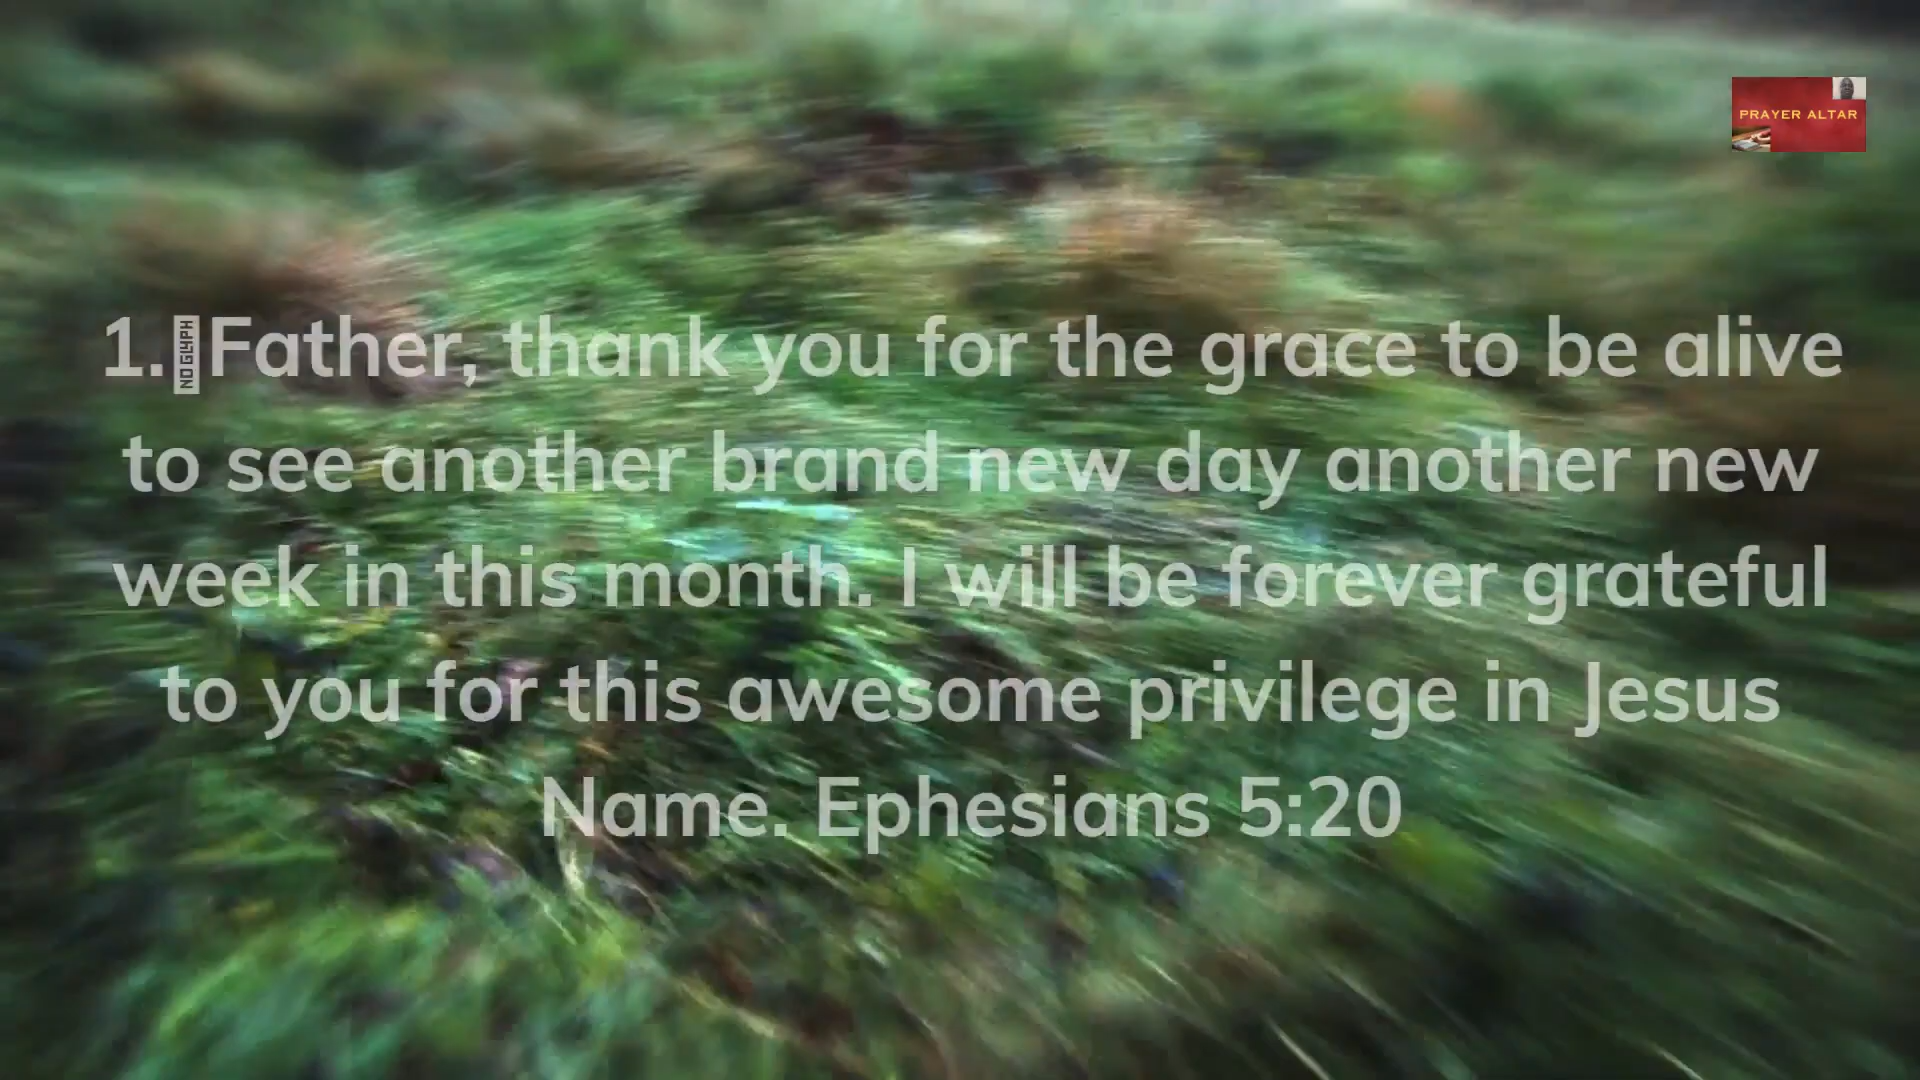 PRAYER ALTAR
1. Father, thank you for the grace to be alive
to see another brand new day another new
week in this month. I will be forever grateful
to you for this awesome privilege in Jesus
Name. Ephesians 5:20